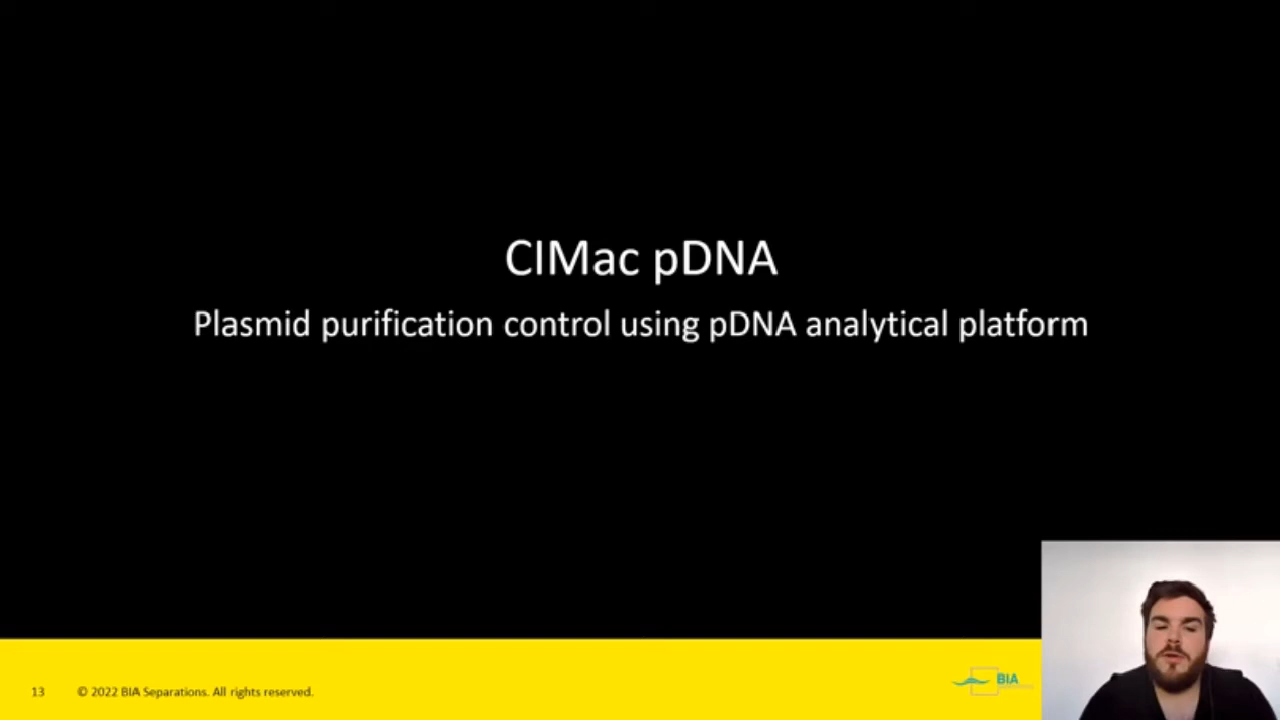 CIMac pDNA
Plasmid purification control using pDNA analytical platform
13 © 2022 BIA Separations. All rights reserved.
BIA